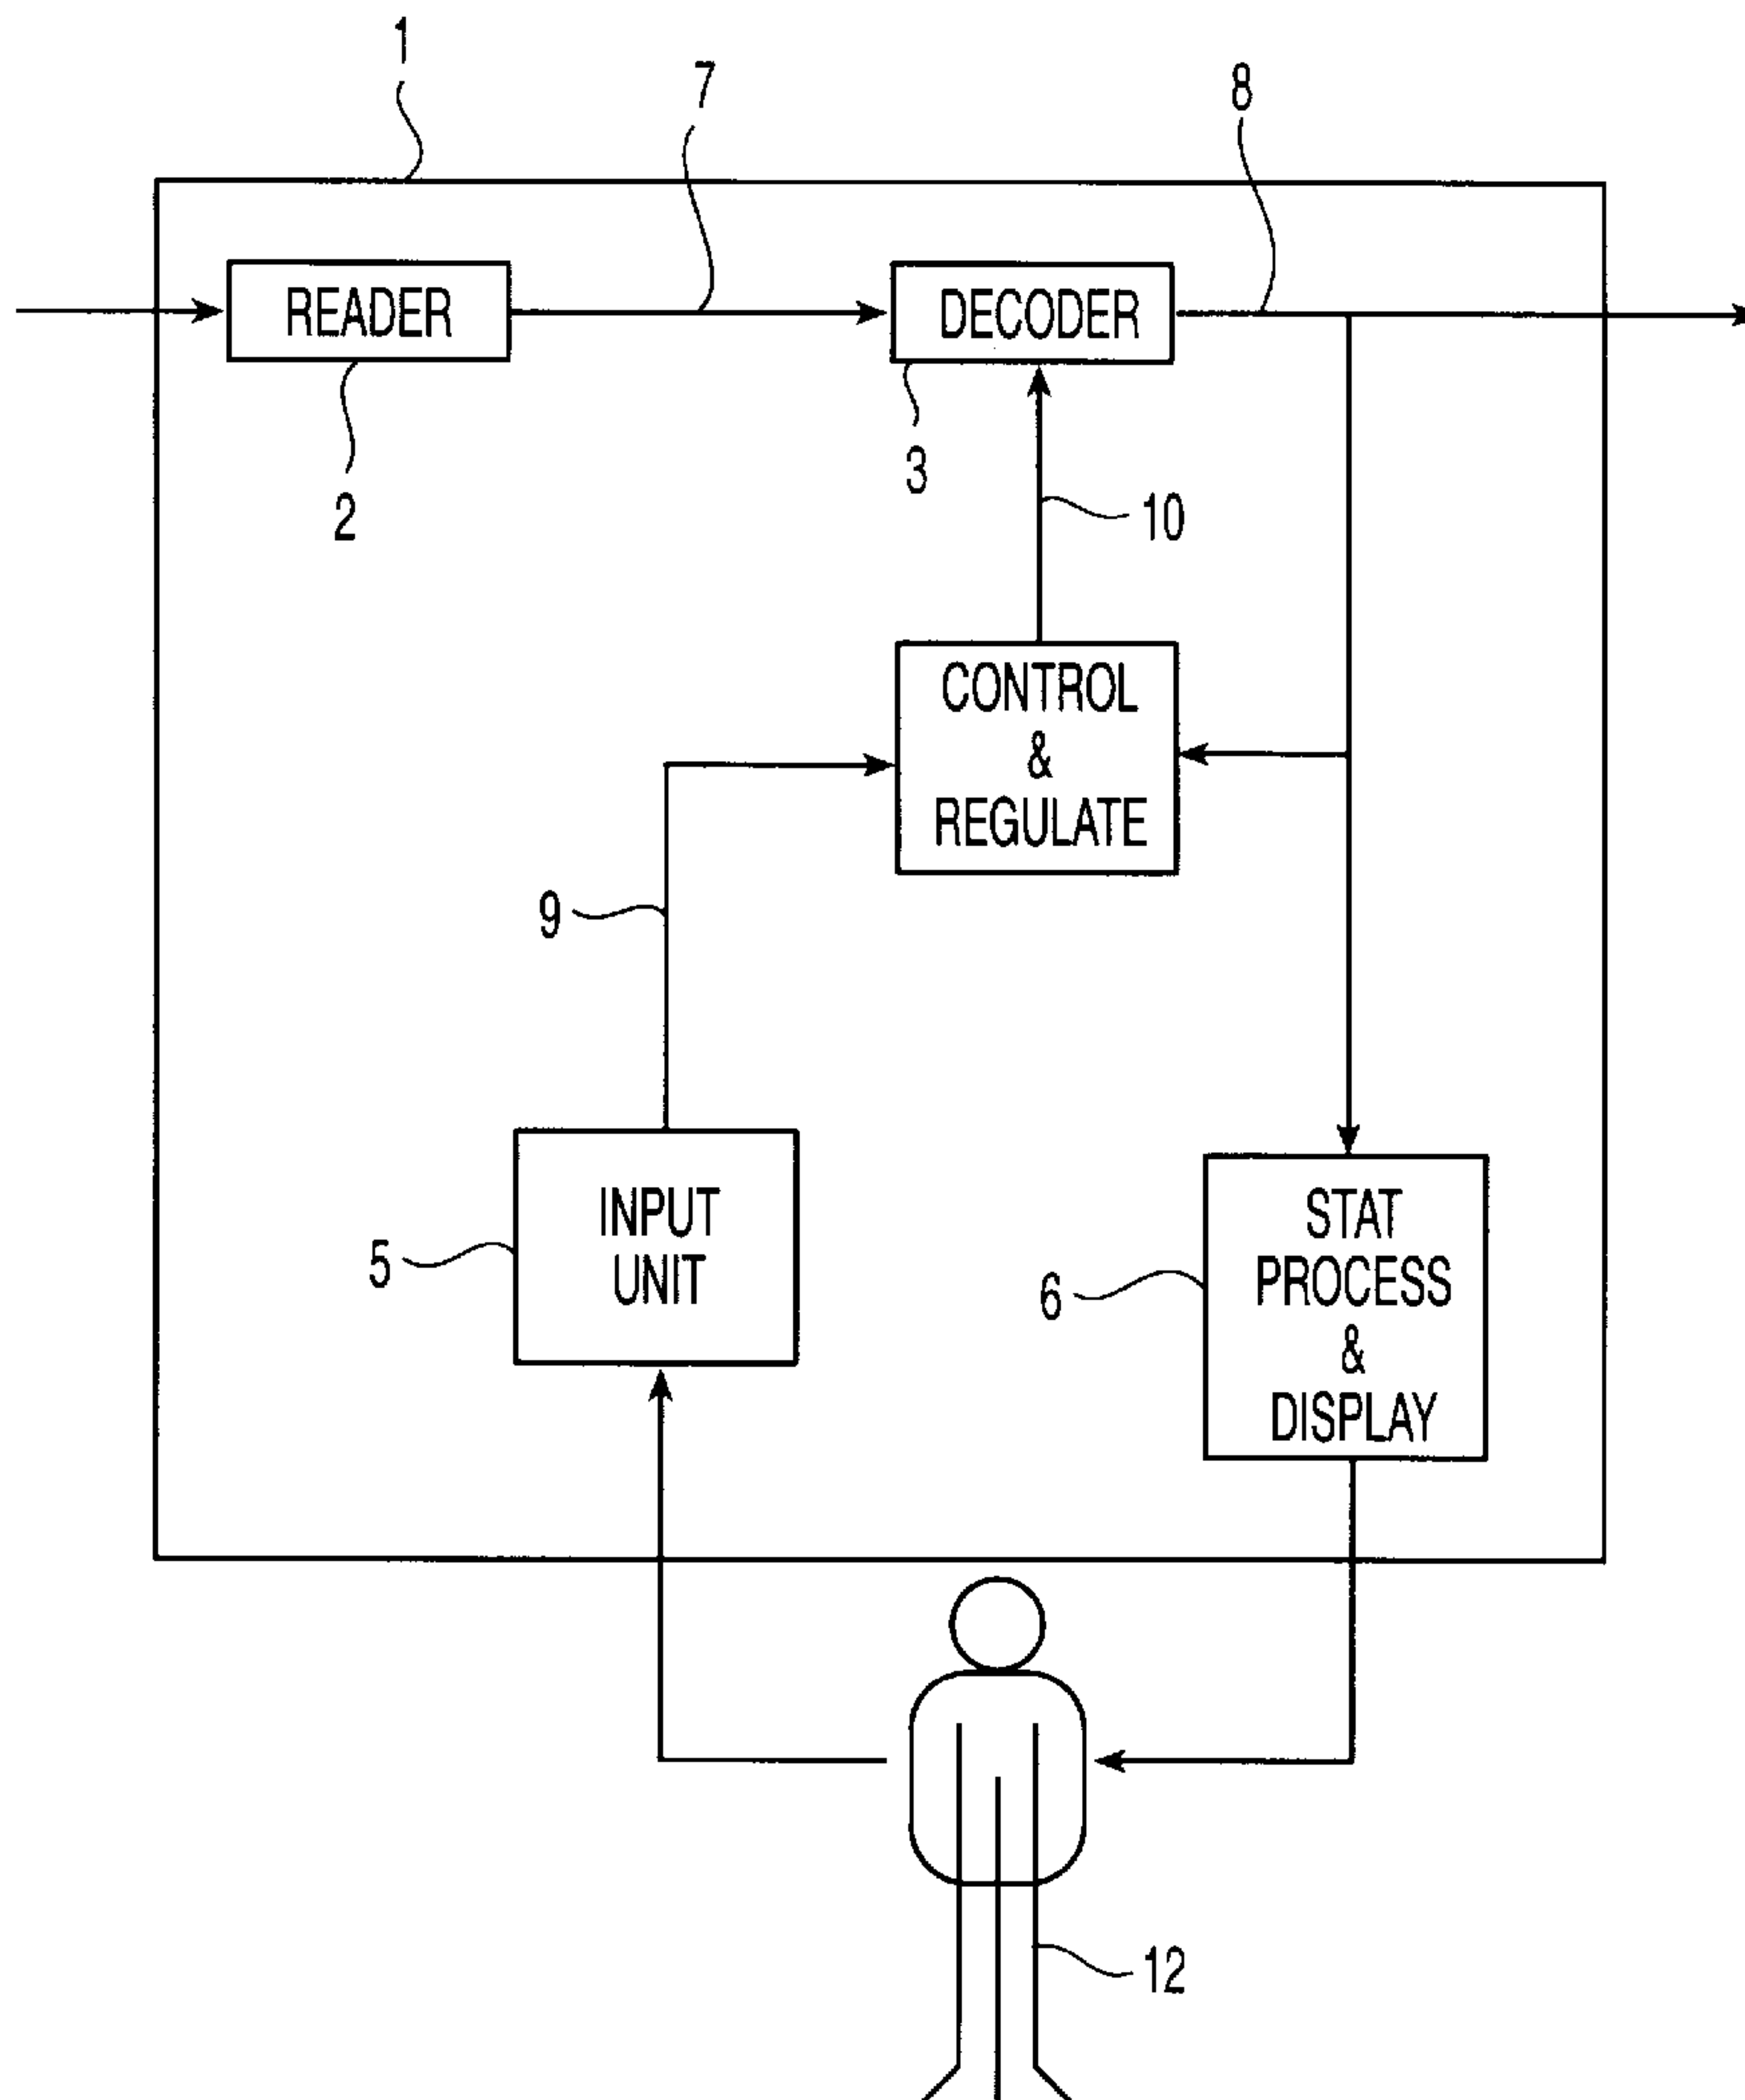 1
7
8
READER
DECODER
2
3
10
CONTROL
&
REGULATE
9
INPUT
UNIT
5
STAT
PROCESS
&
DISPLAY
6
12